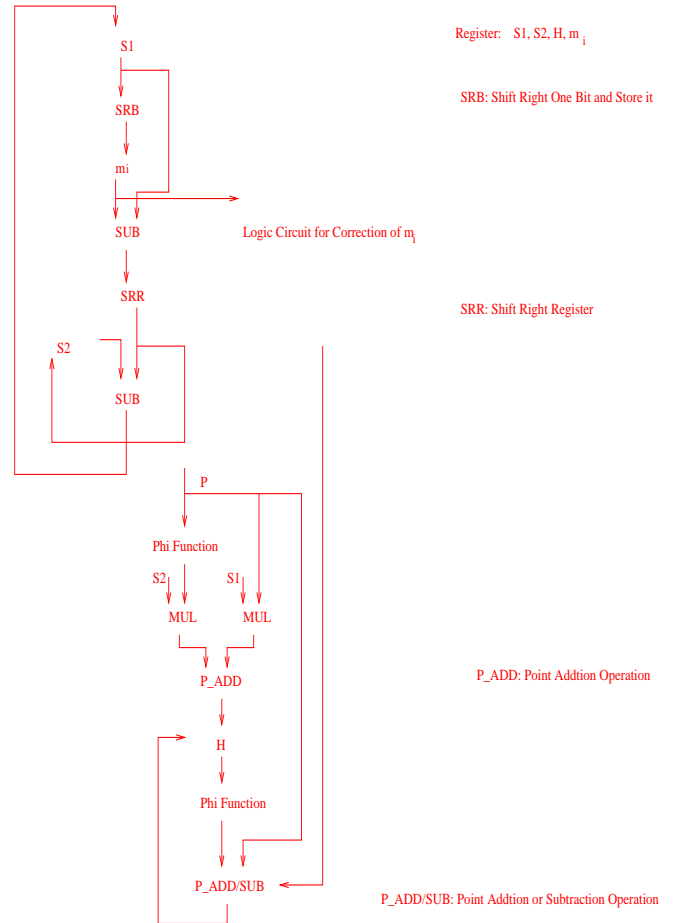 Register: S1, S2, H, m i
S1
SRB: Shift Right One Bit and Store it
SRB
mi
SUB
Logic Circuit for Correction of m i
SRR
SRR: Shift Right Register
S2
SUB
P
Phi Function
S2 S1
MUL MUL
P_ADD
P_ADD: Point Addtion Operation
H
Phi Function
P_ADD/SUB
P_ADD/SUB: Point Addtion or Subtraction Operation